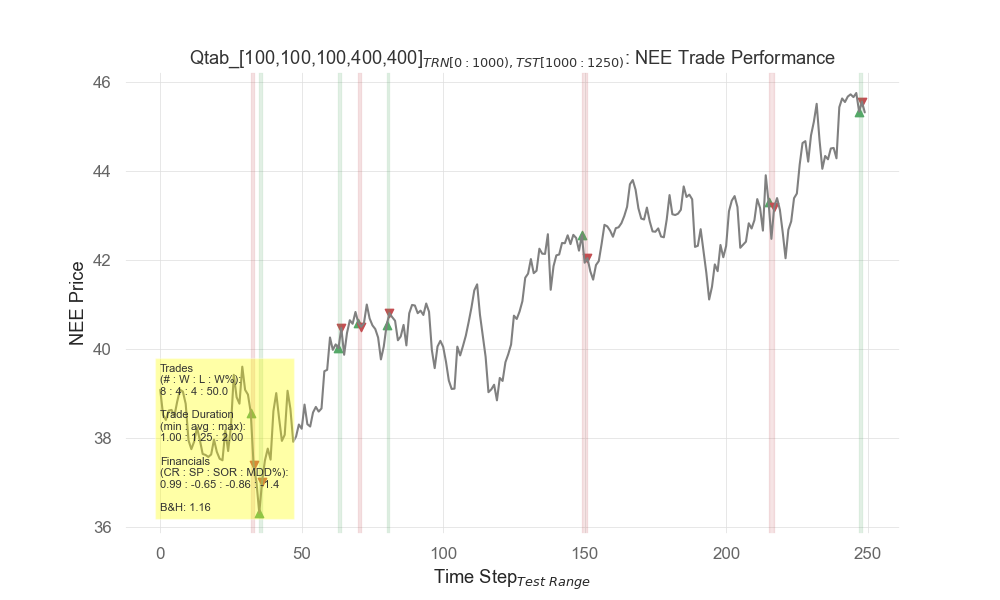 Qtab_[100,100,100,400,400]TRN[0 : 1000), TST[1000 : 1250): NEE Trade Performance
46
44
42
40
38
36
NEE Price
Trades
(# : W : L : W%):
8 : 4 : 4 : 50.0
Trade Duration
(min : avg : max):
1.00 : 1.25 : 2.00
Financials
(CR : SP : SOR : MDD%):
0.99 : -0.65 : -0.86 : -1.4
B&H: 1.16
0 50 100 150 200 250
Time StepTest Range